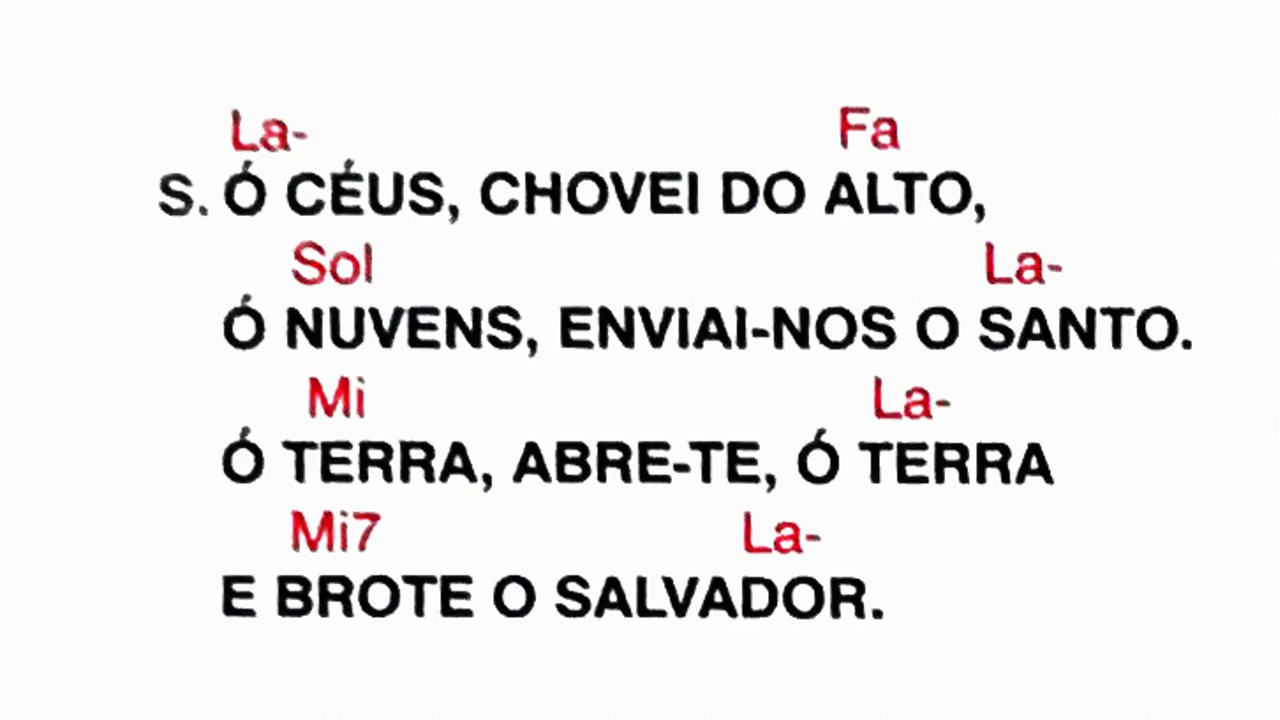 La- Fa
S. Ó CÉUS, CHOVEI DO ALTO,
Sol La-
Ó NUVENS, ENVIAI-NOS O SANTO.
Mi La-
Ó TERRA, ABRE-TE, Ó TERRA
Mi7 La-
E BROTE O SALVADOR.